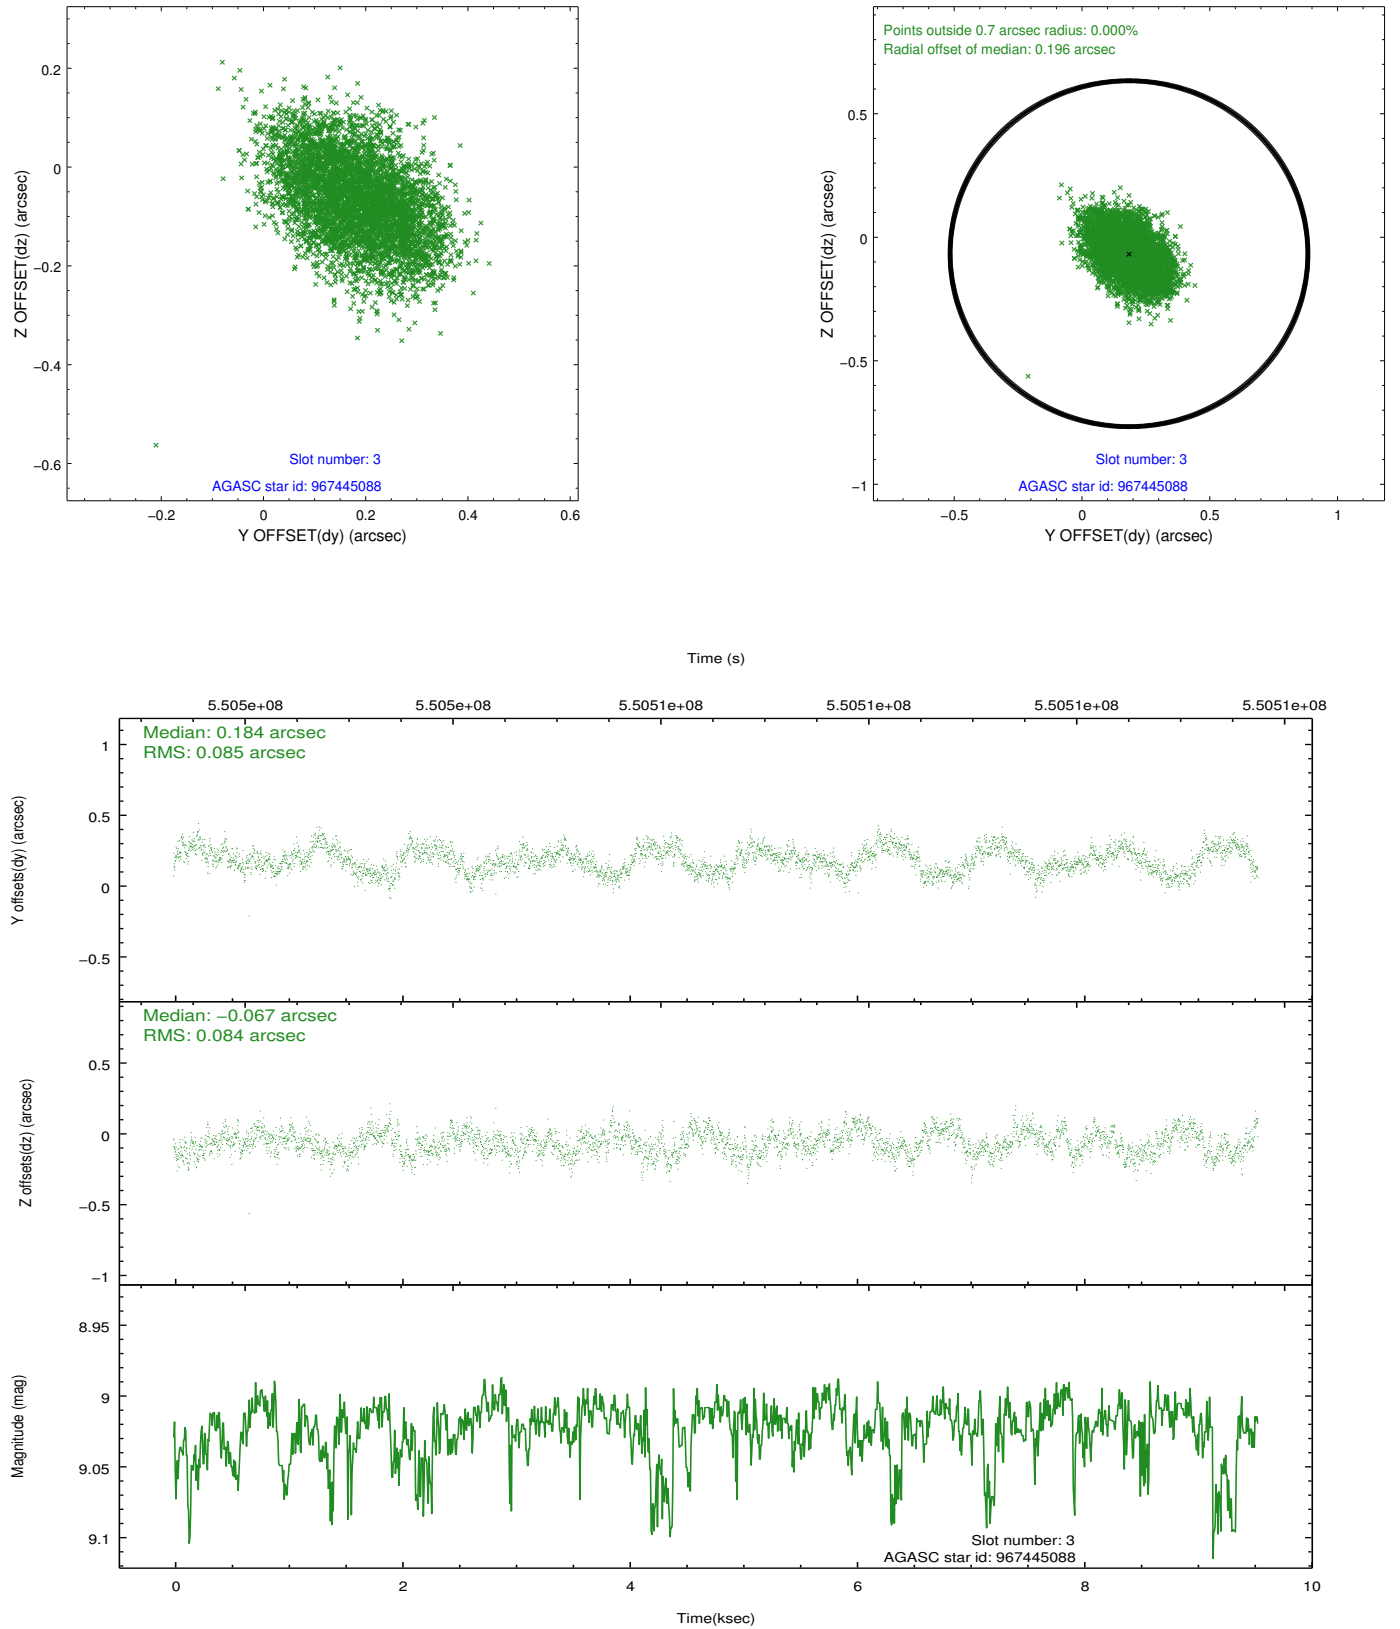 0.2
0
−0.2
−0.4
−0.6
Z OFFSET(dz) (arcsec)
Slot number: 3
AGASC star id: 967445088
−0.2 0 0.2 0.4 0.6
Y OFFSET(dy) (arcsec)
Points outside 0.7 arcsec radius: 0.000%
Radial offset of median: 0.196 arcsec
0.5
0
−0.5
−1
Z OFFSET(dz) (arcsec)
Slot number: 3
AGASC star id: 967445088
−0.5 0 0.5 1
Y OFFSET(dy) (arcsec)
Time (s)
5.505e+08 5.505e+08 5.5051e+08 5.5051e+08 5.5051e+08 5.5051e+08
Median: 0.184 arcsec
RMS: 0.085 arcsec
1
0.5
0
−0.5
Y offsets(dy) (arcsec)
Median: −0.067 arcsec
RMS: 0.084 arcsec
0.5
0
−0.5
−1
Z offsets(dz) (arcsec)
8.95
9
9.05
9.1
Magnitude (mag)
Slot number: 3
AGASC star id: 967445088
0 2 4 6 8 10
Time(ksec)